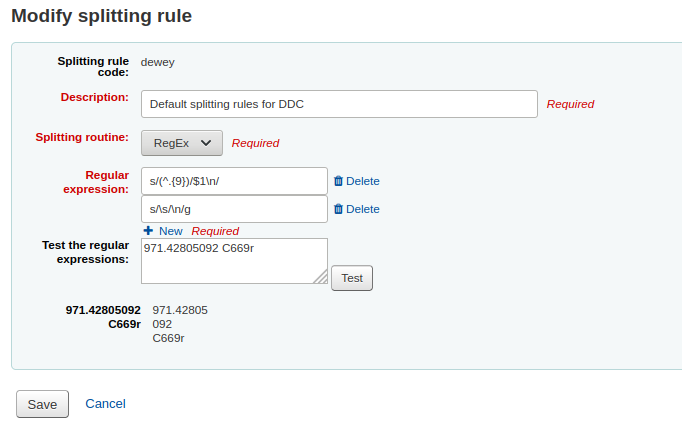 Modify splitting rule
Splitting rule code: dewey
Description: Default splitting rules for DDC Required
Splitting routine: RegEx Required
Regular expression: s/(^.{9})/$1\n/ Delete
s/\s/\n/g Delete
New Required
Test the regular expressions: 971.42805092 C669r
Test
971.42805092 C669r
971.42805
092
C669r
Save Cancel